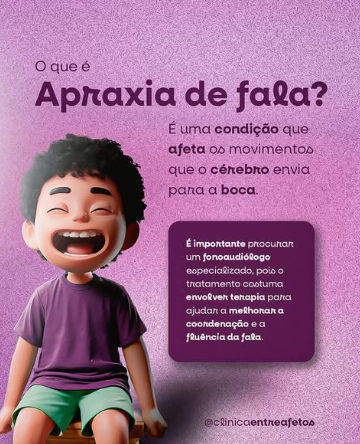 O que é
Apraxia de fala?
É uma condição que
afeta os movimentos
que o cérebro envia
para a boca.
É importante procurar
um fonoaudiólogo
especializado, pois o
tratamento costuma
envolver terapia para
ajudar a melhorar a
coordenação e a
fluência da fala.
@clinicaentreafetos